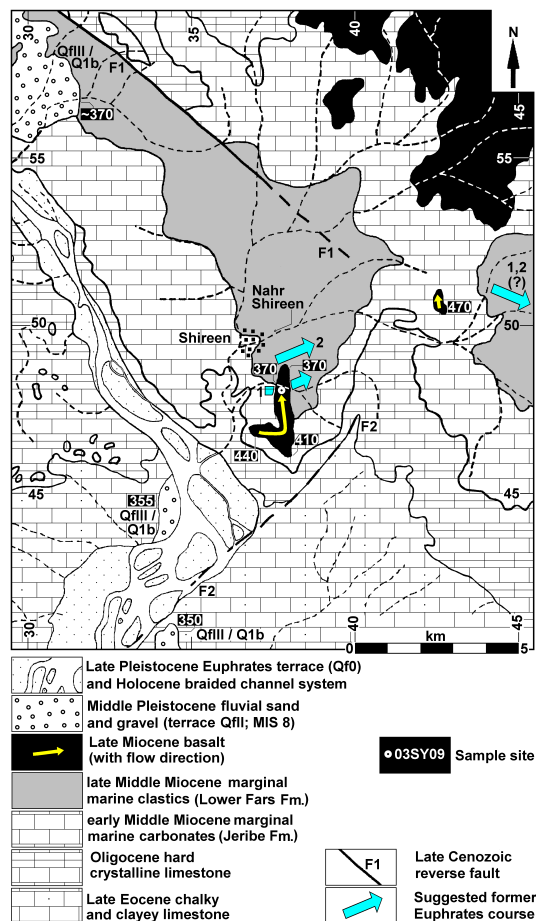 30
35
40
45
N
QfIII /
Q1b
F1
~370
55
55
F1
1,2
(?)
Nahr
Shireen
470
50
50
Shireen
2
370
370
1
F2
410
440
45
45
355
QfIII /
Q1b
F2
350
QfIII / Q1b
30
40
0
km
5
Late Pleistocene Euphrates terrace (Qf0)
and Holocene braided channel system
Middle Pleistocene fluvial sand
and gravel (terrace QfII; MIS 8)
Late Miocene basalt
(with flow direction)
03SY09
Sample site
late Middle Miocene marginal
marine clastics (Lower Fars Fm.)
early Middle Miocene marginal
marine carbonates (Jeribe Fm.)
Oligocene hard
crystalline limestone
F1
Late Cenozoic
reverse fault
Late Eocene chalky
and clayey limestone
Suggested former
Euphrates course